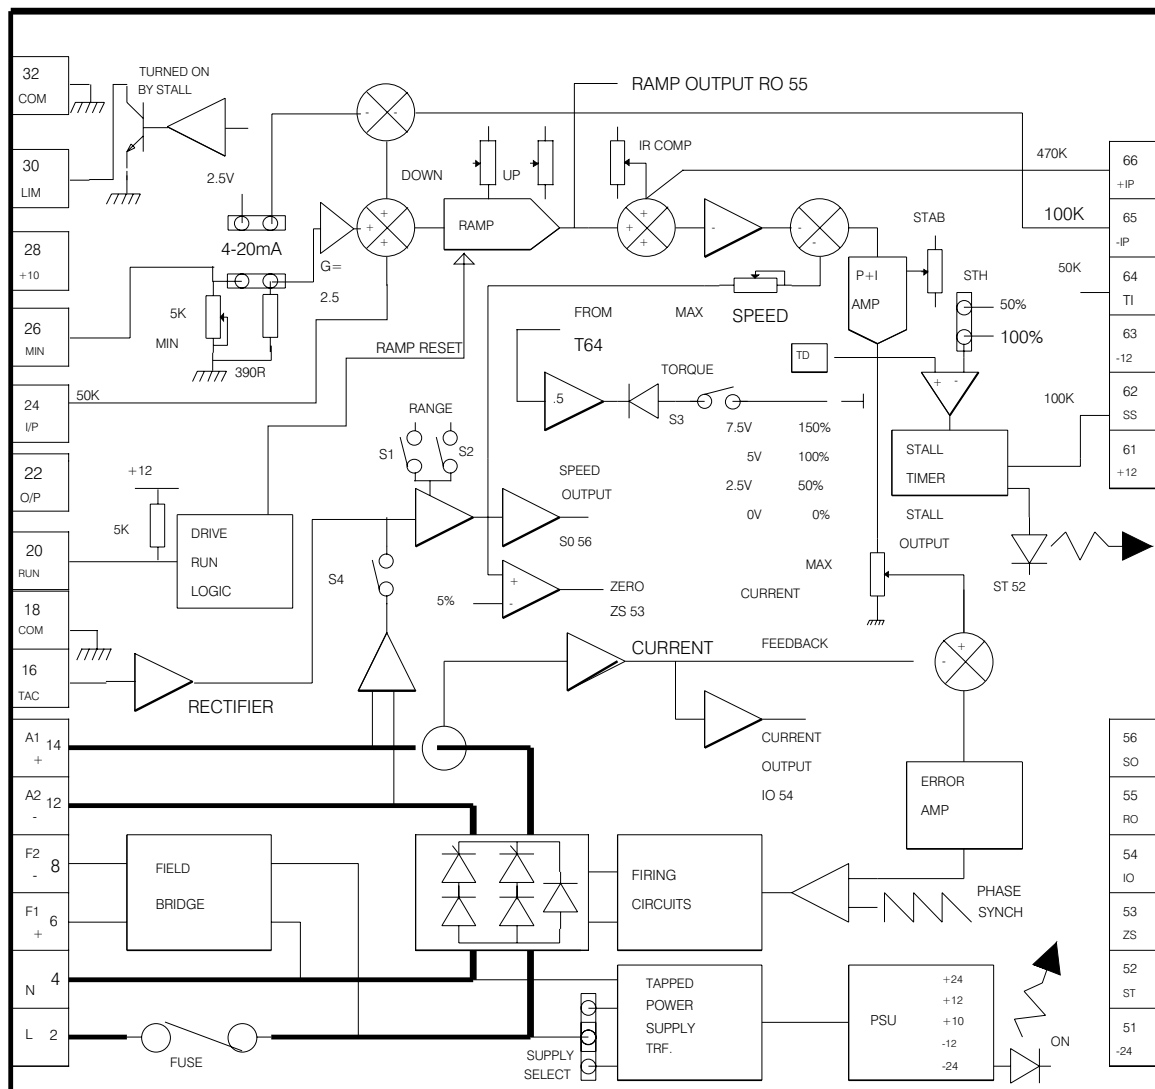 32
COM
TURNED ON
BY STALL
RAMP OUTPUT RO 55
30
LIM
2.5V
-
-
DOWN
UP
IR COMP
470K
66
+IP
28
+10
4-20mA
G=
2.5
+
+
+
+
RAMP
+
+
+
-
-
-
STAB
100K
65
-IP
P+I
AMP
STH
50%
100%
50K
64
TI
26
MIN
5K
MIN
390R
RAMP RESET
FROM
T64
MAX
SPEED
TD
+
-
63
-12
24
I/P
50K
RANGE
S1
S2
.5
TORQUE
S3
7.5V 150%
5V 100%
2.5V 50%
0V 0%
100K
62
SS
STALL
TIMER
61
+12
22
O/P
+12
5K
SPEED
OUTPUT
S0 56
STALL
OUTPUT
ST 52
20
RUN
DRIVE
RUN
LOGIC
S4
5%
+
-
ZERO
ZS 53
MAX
CURRENT
18
COM
16
TAC
RECTIFIER
CURRENT
FEEDBACK
+
-
A1 14
+
CURRENT
OUTPUT
IO 54
56
SO
A2 12
-
ERROR
AMP
55
RO
F2 8
-
FIELD
BRIDGE
FIRING
CIRCUITS
PHASE
SYNCH
54
IO
F1 6
+
53
ZS
N 4
TAPPED
POWER
SUPPLY
TRF.
PSU
+24
+12
+10
-12
-24
52
ST
L 2
FUSE
SUPPLY
SELECT
ON
51
-24